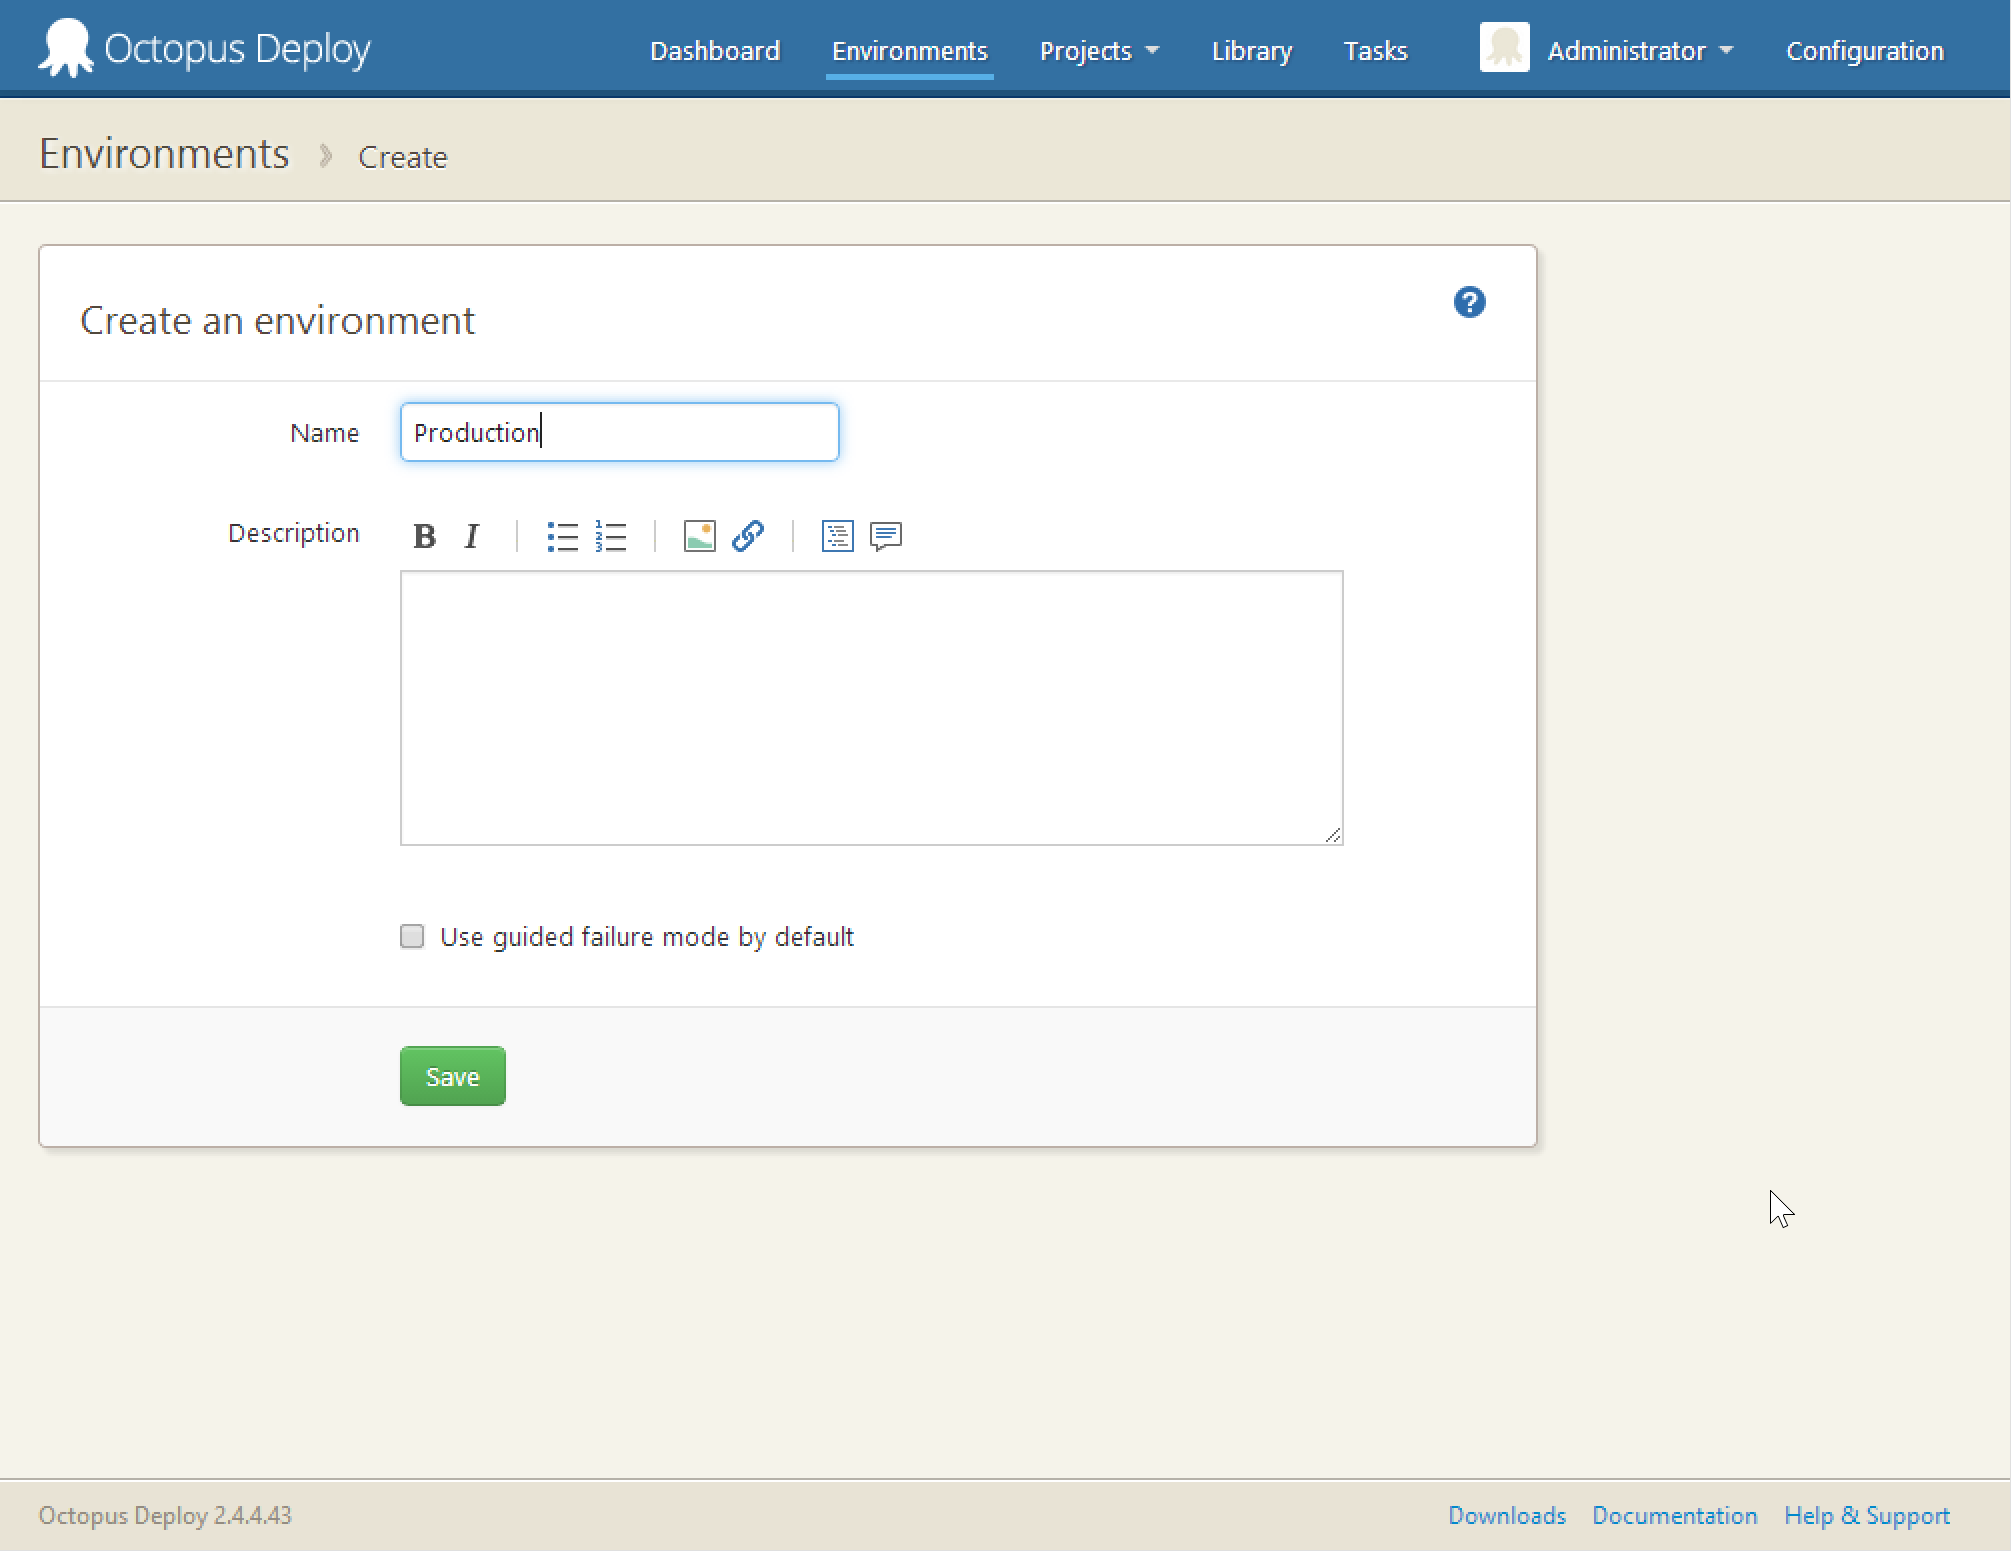 Octopus Deploy
Dashboard Environments Projects Library Tasks Administrator Configuration
Environments Create
Create an environment
?
Name Production
Description B I
Use guided failure mode by default
Save
Octopus Deploy 2.4.4.43 Downloads Documentation Help & Support